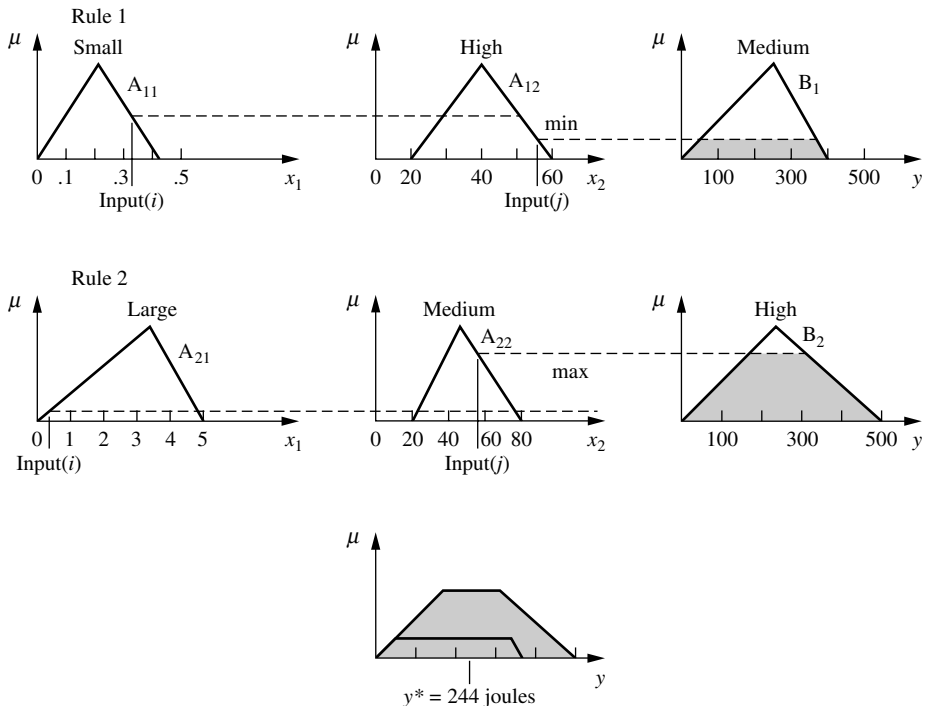 Rule 1
μ Small μ High μ Medium
A11 A12 B1
min
0 .1 .3 .5 x1 0 20 40 60 x2 100 300 500 y
Input(i) Input(j)
Rule 2
μ Large μ Medium μ High
A21 A22 B2
max
0 1 2 3 4 5 x1 0 20 40 60 80 x2 100 300 500 y
Input(i) Input(j)
μ
y
y* = 244 joules